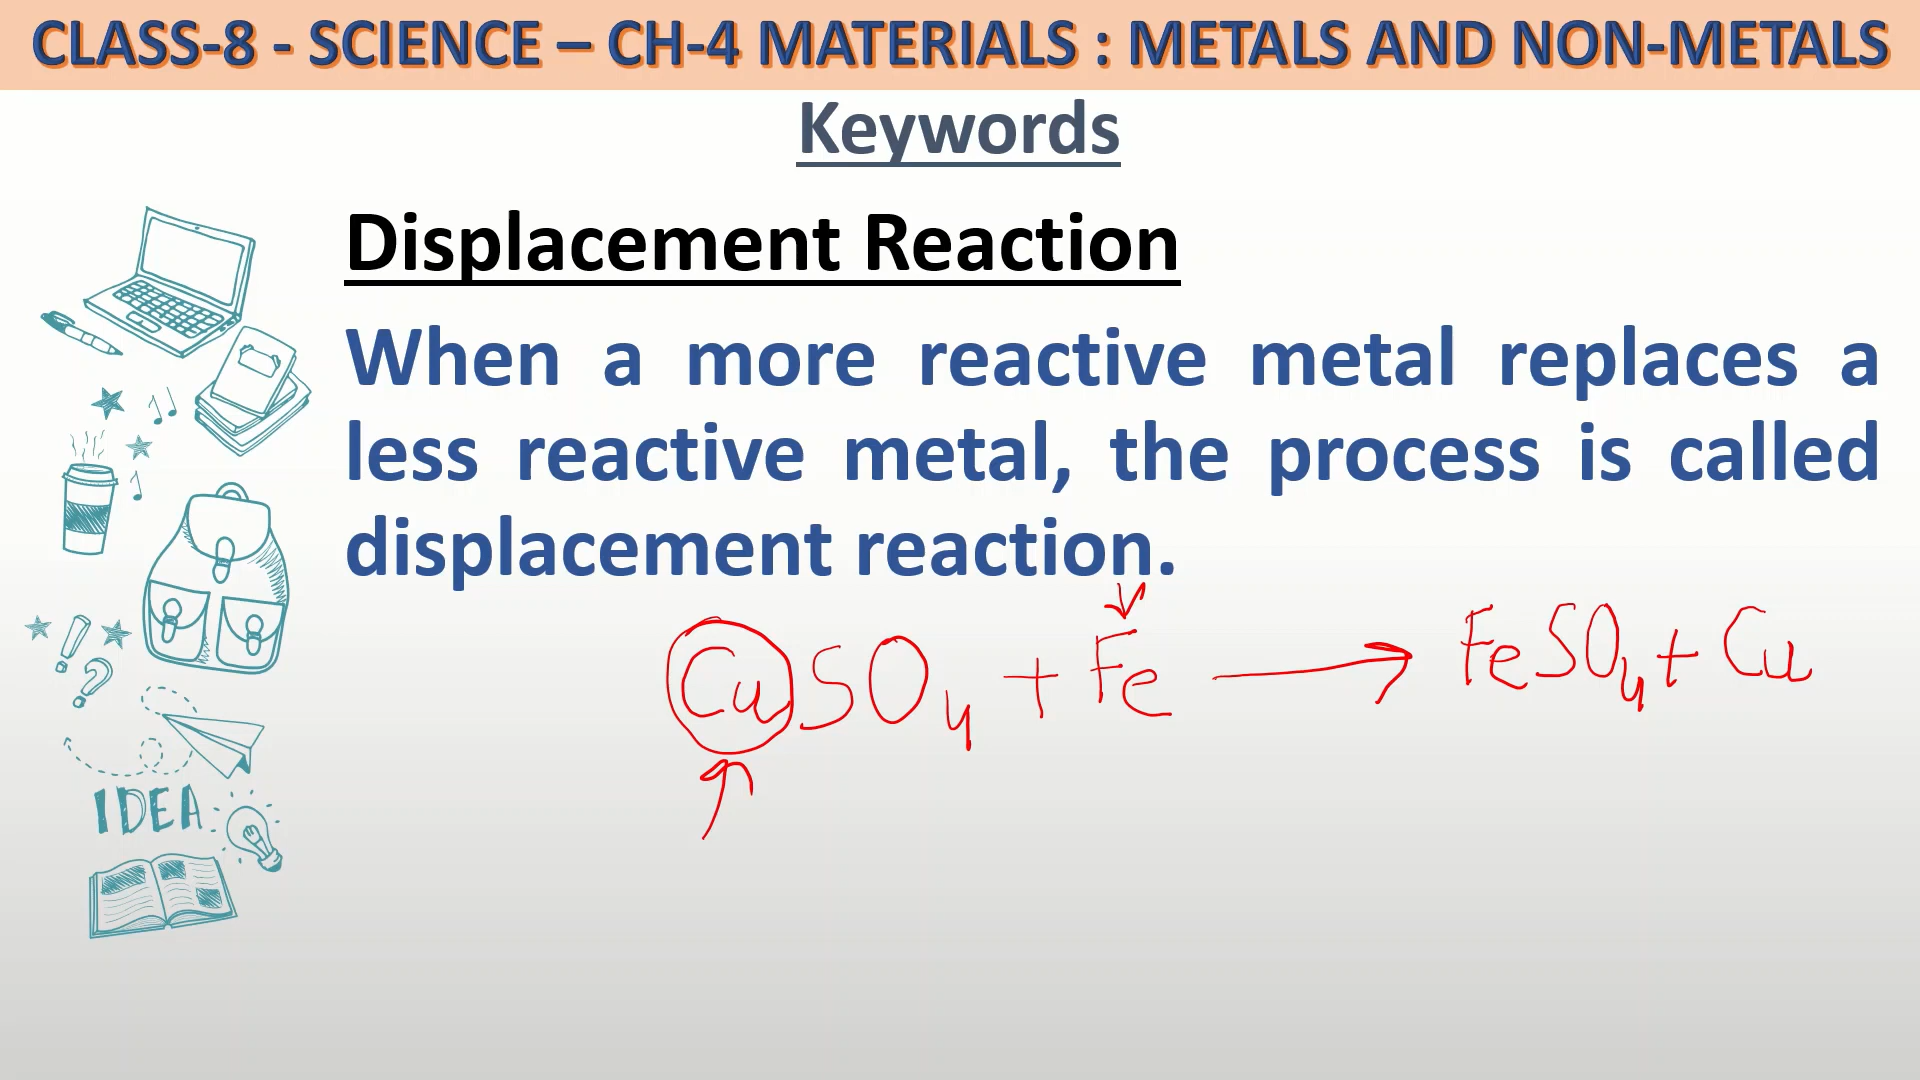 CLASS-8 - SCIENCE – CH-4 MATERIALS : METALS AND NON-METALS
Keywords
Displacement Reaction
When a more reactive metal replaces a
less reactive metal, the process is called
displacement reaction.
CuSO4 + Fe → FeSO4 + Cu
!
?
IDEA